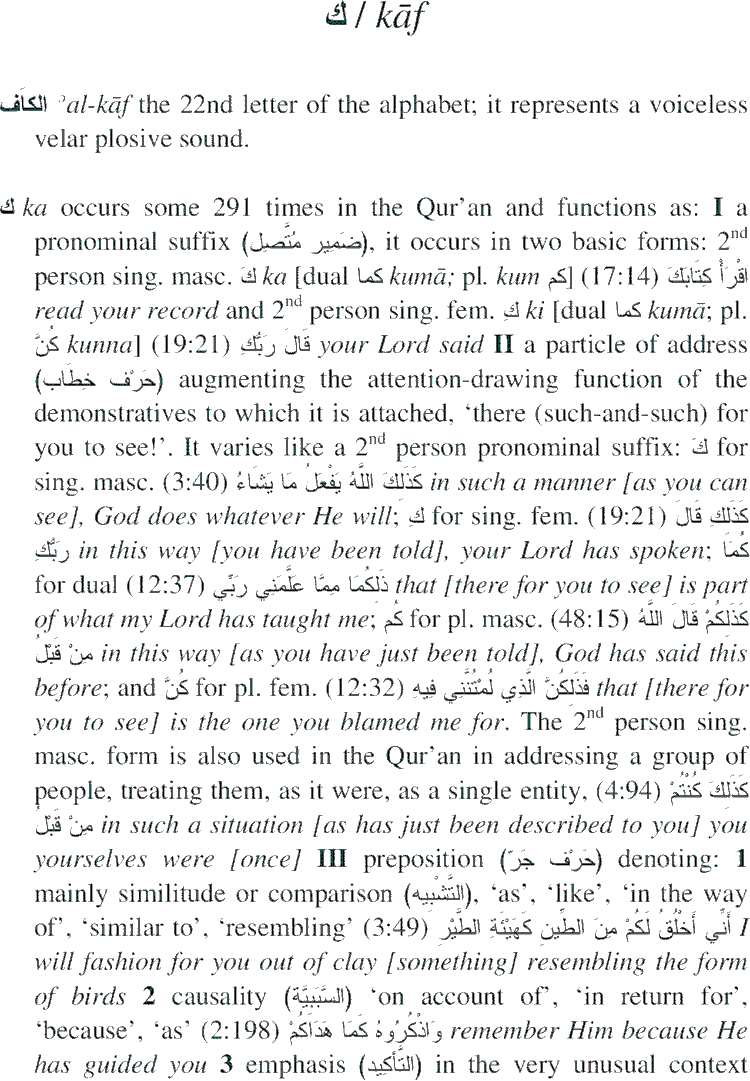 ك / kāf
الكاَف ʾal-kāf the 22nd letter of the alphabet; it represents a voiceless
velar plosive sound.
ك ka occurs some 291 times in the Qur'an and functions as: I a
pronominal suffix (ضَمِير مُتَّصِل), it occurs in two basic forms: 2nd
person sing. masc. كَ ka [dual كما kumā; pl. kum كم] (17:14) اقْرَأْ كِتَابَكَ
read your record and 2nd person sing. fem. كِ ki [dual كما kumā; pl.
كُنَّ kunna] (19:21) قَالَ رَبُّكِ your Lord said II a particle of address
(حَرْف خِطَاب) augmenting the attention-drawing function of the
demonstratives to which it is attached, 'there (such-and-such) for
you to see!'. It varies like a 2nd person pronominal suffix: كَ for
sing. masc. (3:40) كَذَلِكَ اللَّهُ يَفْعَلُ مَا يَشَاءُ in such a manner [as you can
see], God does whatever He will; كِ for sing. fem. (19:21) كَذَلِكِ قَالَ
رَبُّكِ in this way [you have been told], your Lord has spoken; كُمَا
for dual (12:37) ذَلِكُمَا مِمَّا عَلَّمَنِي رَبِّي that [there for you to see] is part
of what my Lord has taught me; كُم for pl. masc. (48:15) كَذَلِكُمْ قَالَ اللَّهُ
مِنْ قَبْلُ in this way [as you have just been told], God has said this
before; and كُنَّ for pl. fem. (12:32) فَذَلِكُنَّ الَّذِي لُمْتُنَّنِي فِيهِ that [there for
you to see] is the one you blamed me for. The 2nd person sing.
masc. form is also used in the Qur'an in addressing a group of
people, treating them, as it were, as a single entity, (4:94) كَذَلِكَ كُنْتُمْ
مِنْ قَبْلُ in such a situation [as has just been described to you] you
yourselves were [once] III preposition (حَرْف جَرّ) denoting: 1
mainly similitude or comparison (التَّشْبِيه), 'as', 'like', 'in the way
of', 'similar to', 'resembling' (3:49) أَنِّي أَخْلُقُ لَكُمْ مِنَ الطِّينِ كَهَيْئَةِ الطَّيْرِ I
will fashion for you out of clay [something] resembling the form
of birds 2 causality (السَّبَبِيَّة) 'on account of', 'in return for',
'because', 'as' (2:198) وَاذْكُرُوهُ كَمَا هَدَاكُمْ remember Him because He
has guided you 3 emphasis (التَّأْكِيد) in the very unusual context